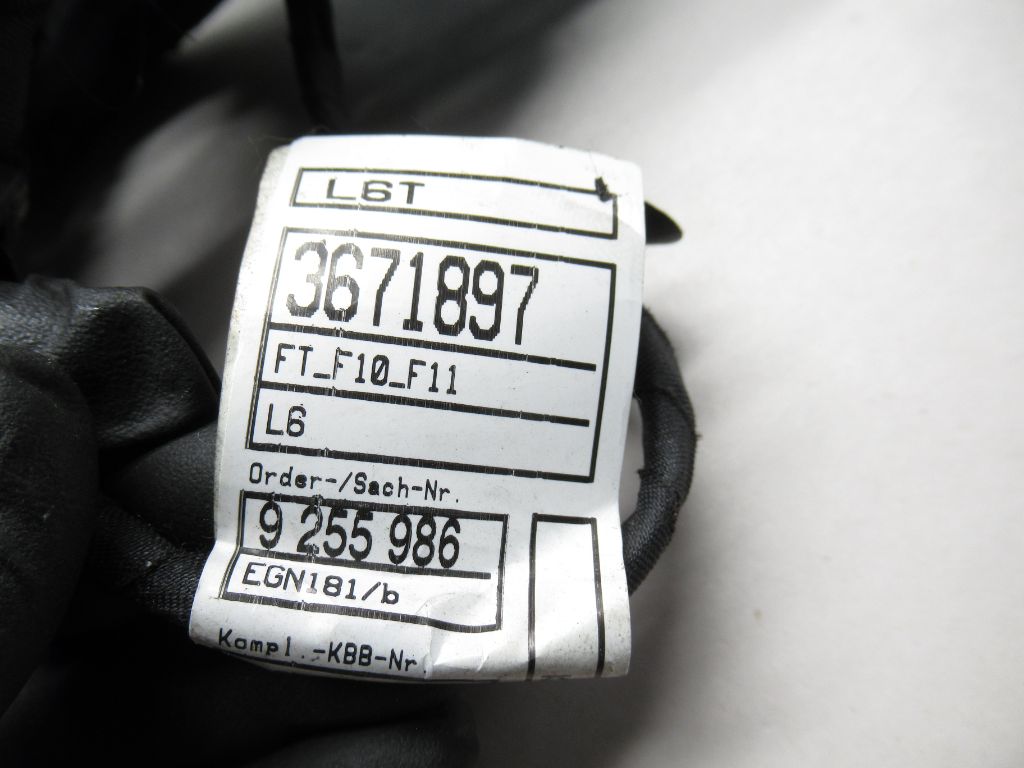 L6T
3671897
FT_F10_F11
L6
Order-/Sach-Nr.
9 255 986
EGN181/b
Kompl.-KBB-Nr.